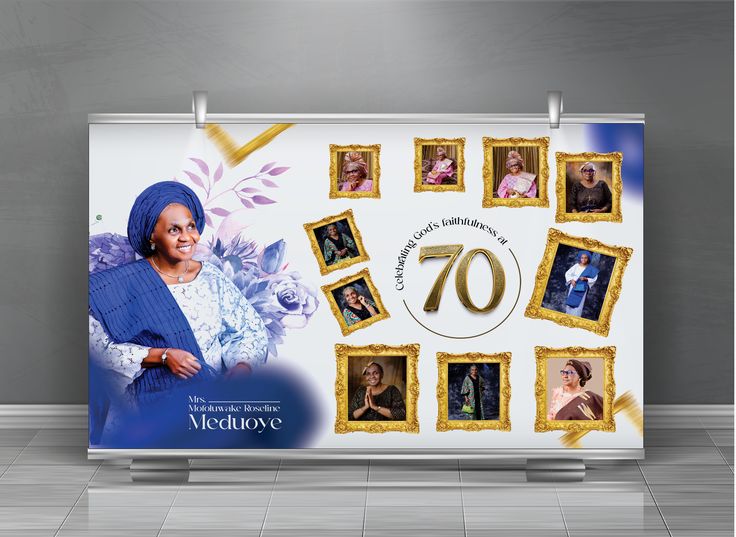 Mrs.
Mofoluwake Roseline
Meduoye
Celebrating God's faithfulness at
70